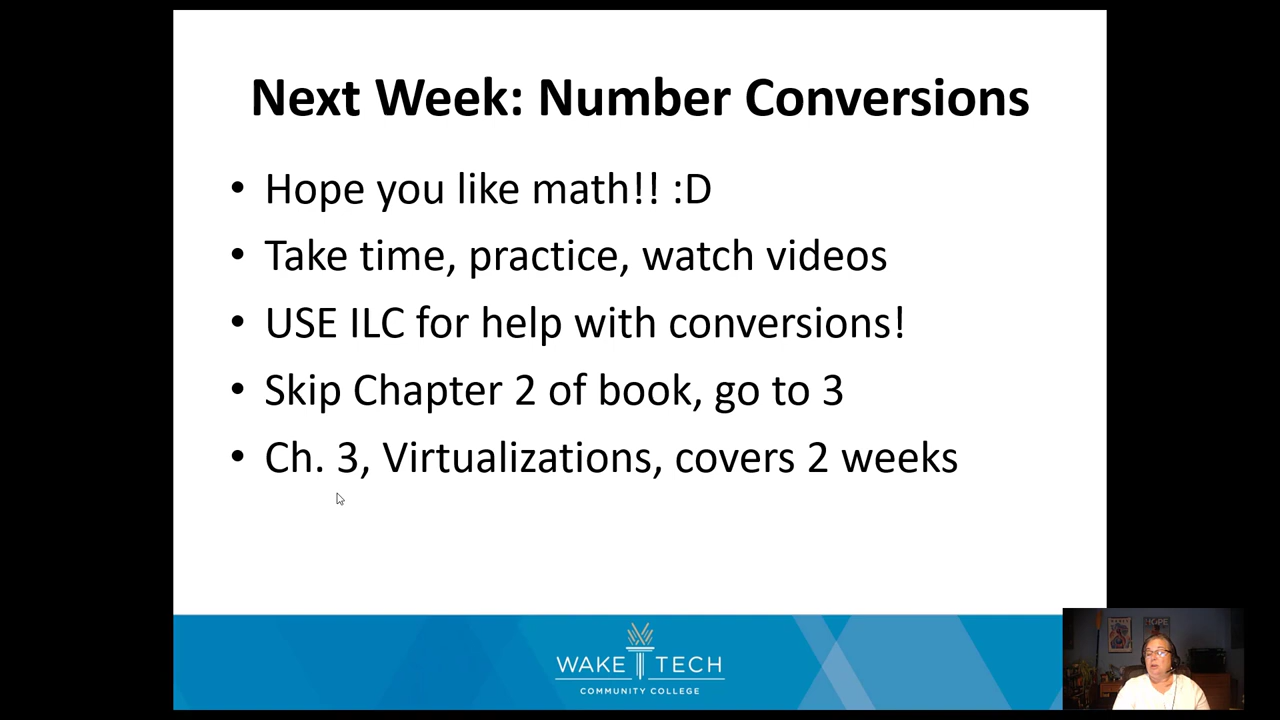 Next Week: Number Conversions
• Hope you like math!! :D
• Take time, practice, watch videos
• USE ILC for help with conversions!
• Skip Chapter 2 of book, go to 3
• Ch. 3, Virtualizations, covers 2 weeks
WAKE TECH
COMMUNITY COLLEGE
HOPE